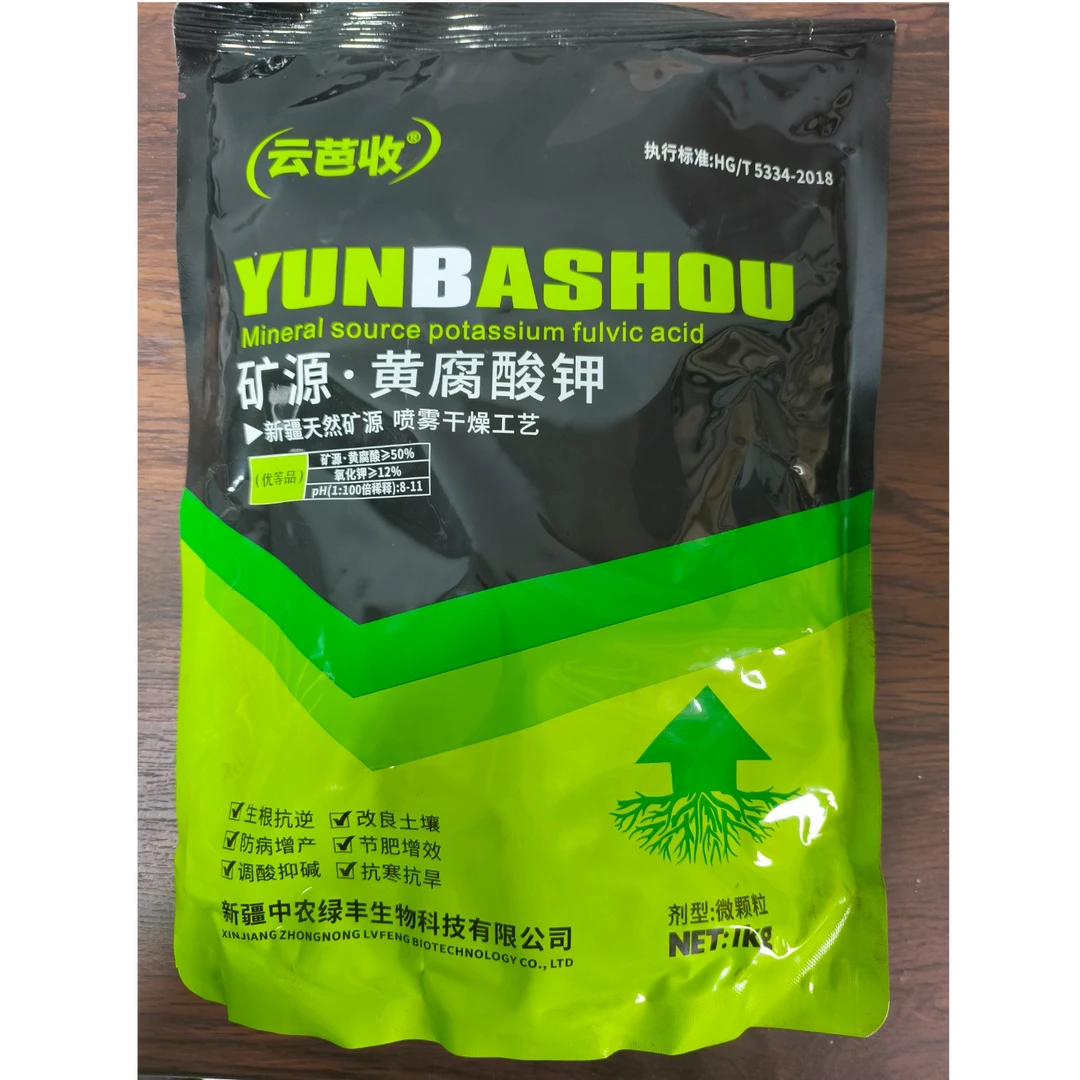 云芭收®
执行标准:HG/T 5334-2018
YUNBASHOU
Mineral source potassium fulvic acid
矿源·黄腐酸钾
▶新疆天然矿源 喷雾干燥工艺
(优等品)
矿源·黄腐酸≥50%
氧化钾≥12%
pH(1:100倍稀释):8-11
☑生根抗逆 ☑改良土壤
☑防病增产 ☑节肥增效
☑调酸抑碱 ☑抗寒抗旱
新疆中农绿丰生物科技有限公司
XINJIANG ZHONGNONG LVFENG BIOTECHNOLOGY CO., LTD
剂型:微颗粒
NET:1Kg